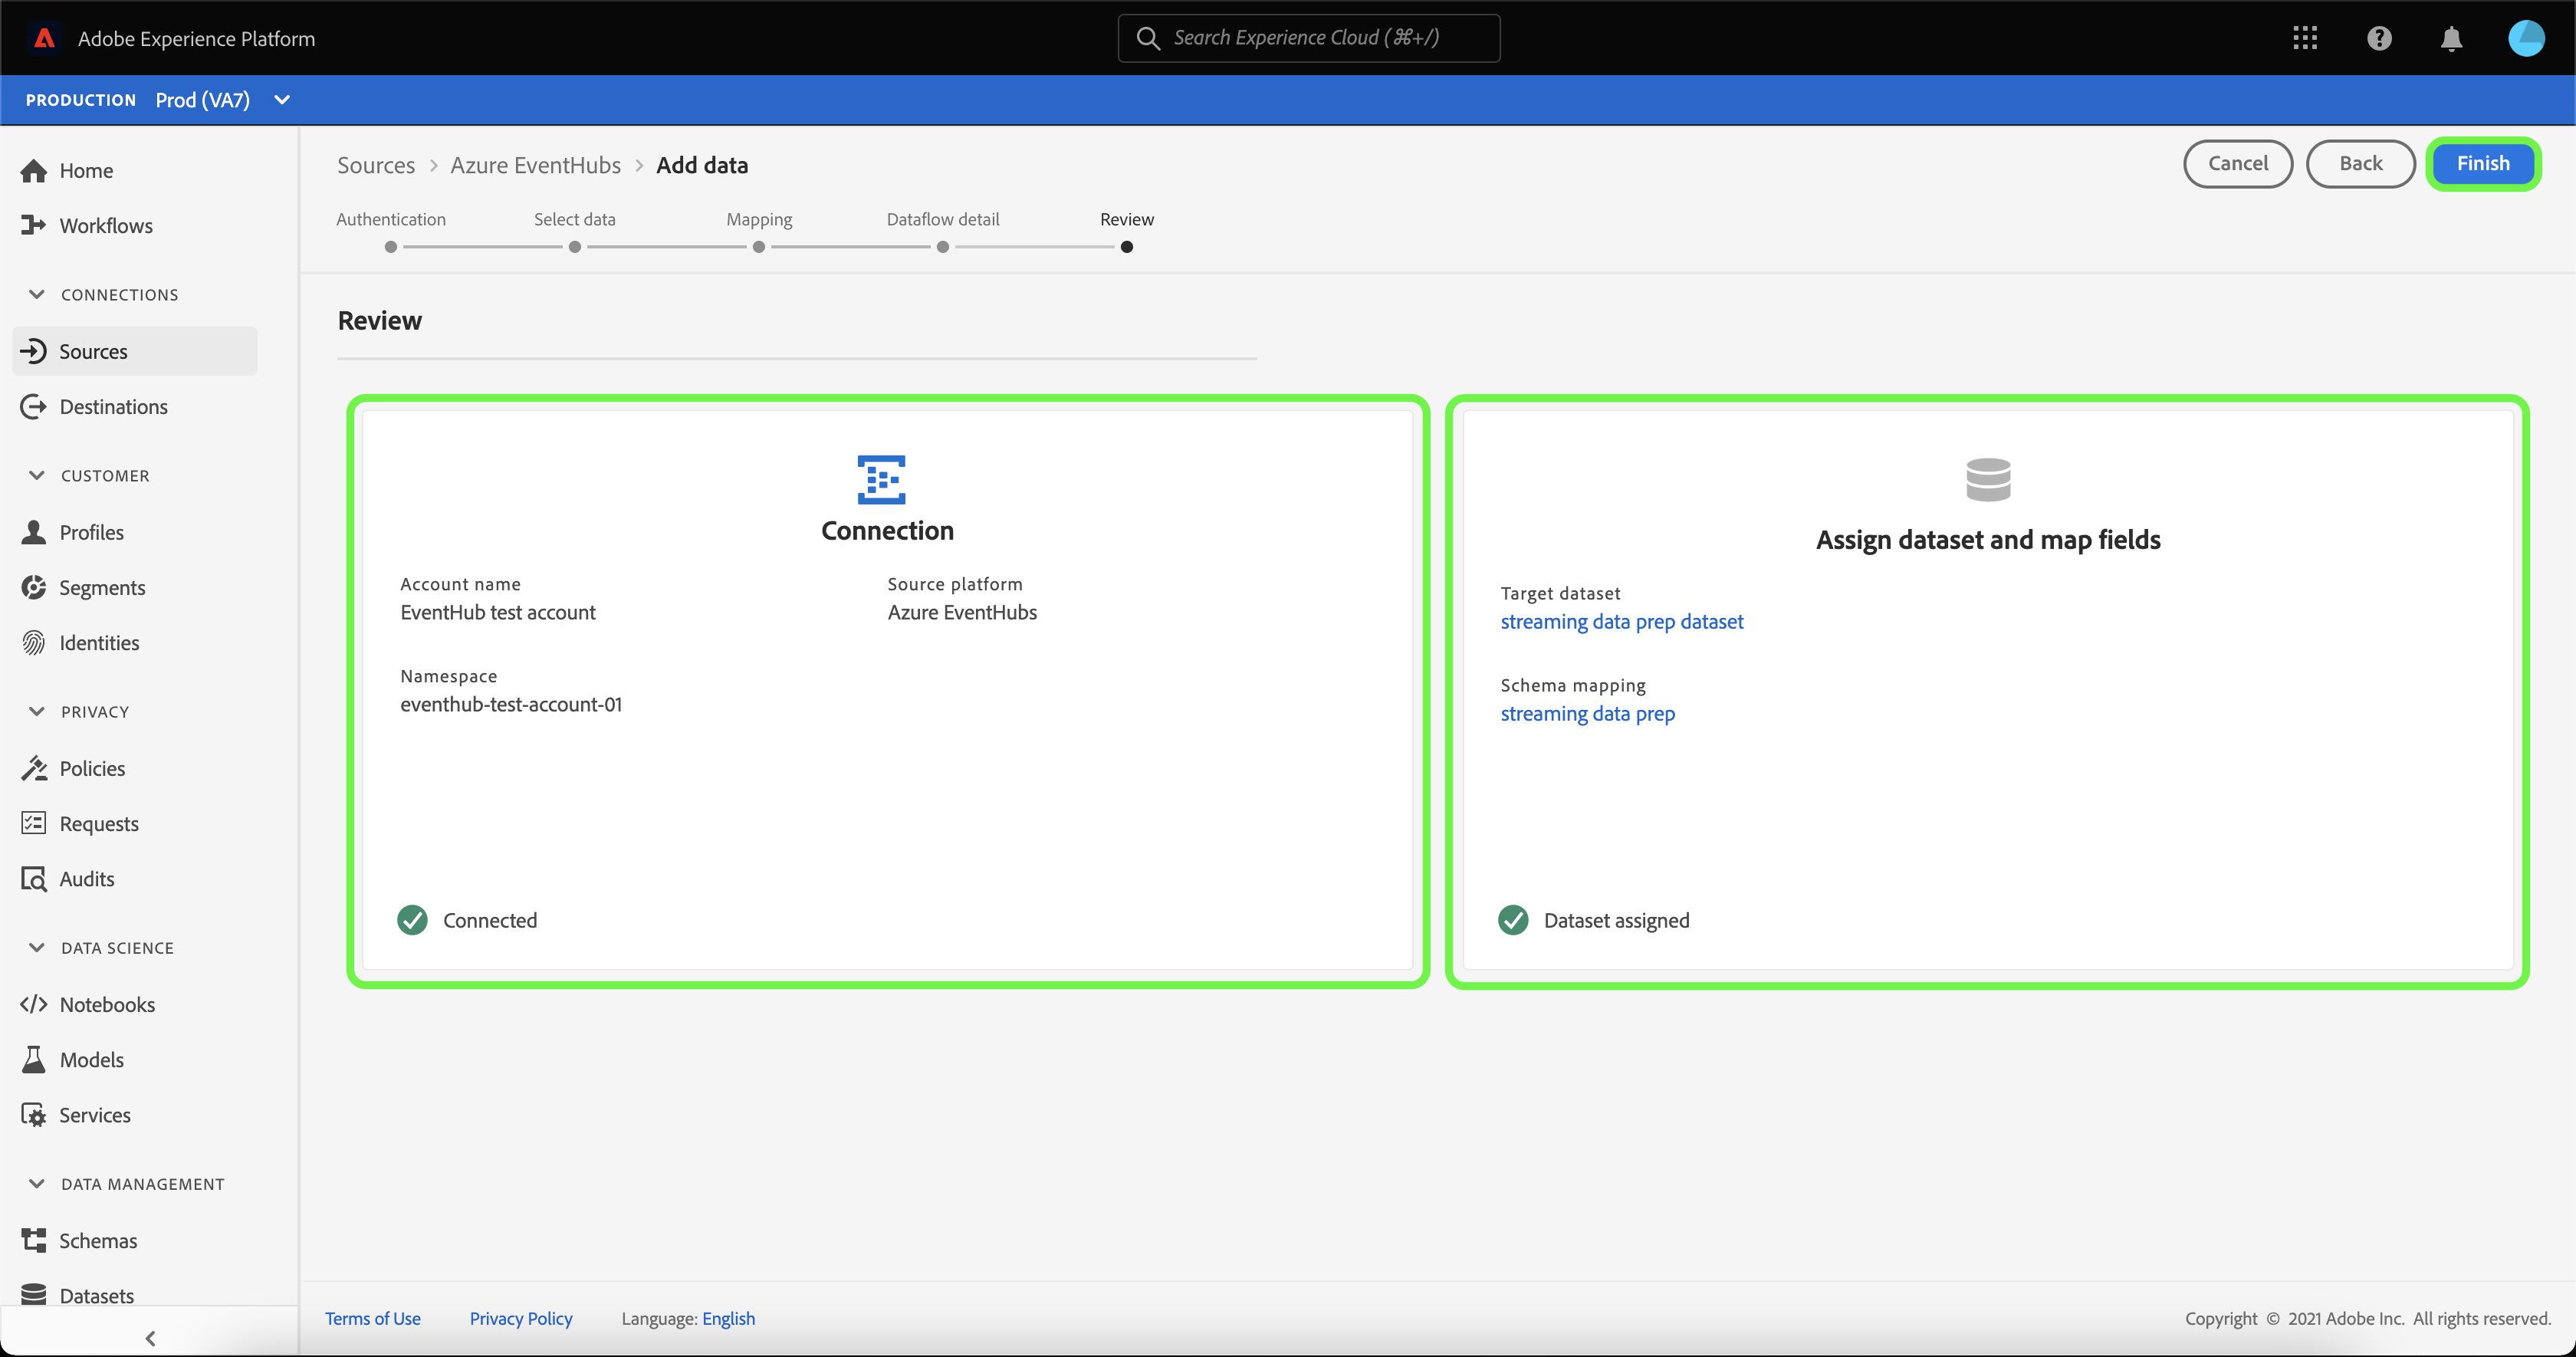 Adobe Experience Platform
Search Experience Cloud (⌘+/)
PRODUCTION Prod (VA7)
Home
Workflows
CONNECTIONS
Sources
Destinations
CUSTOMER
Profiles
Segments
Identities
PRIVACY
Policies
Requests
Audits
DATA SCIENCE
Notebooks
Models
Services
DATA MANAGEMENT
Schemas
Datasets
Sources > Azure EventHubs > Add data
Cancel
Back
Finish
Authentication
Select data
Mapping
Dataflow detail
Review
Review
Connection
Account name
EventHub test account
Source platform
Azure EventHubs
Namespace
eventhub-test-account-01
Connected
Assign dataset and map fields
Target dataset
streaming data prep dataset
Schema mapping
streaming data prep
Dataset assigned
Terms of Use
Privacy Policy
Language: English
Copyright © 2021 Adobe Inc. All rights reserved.